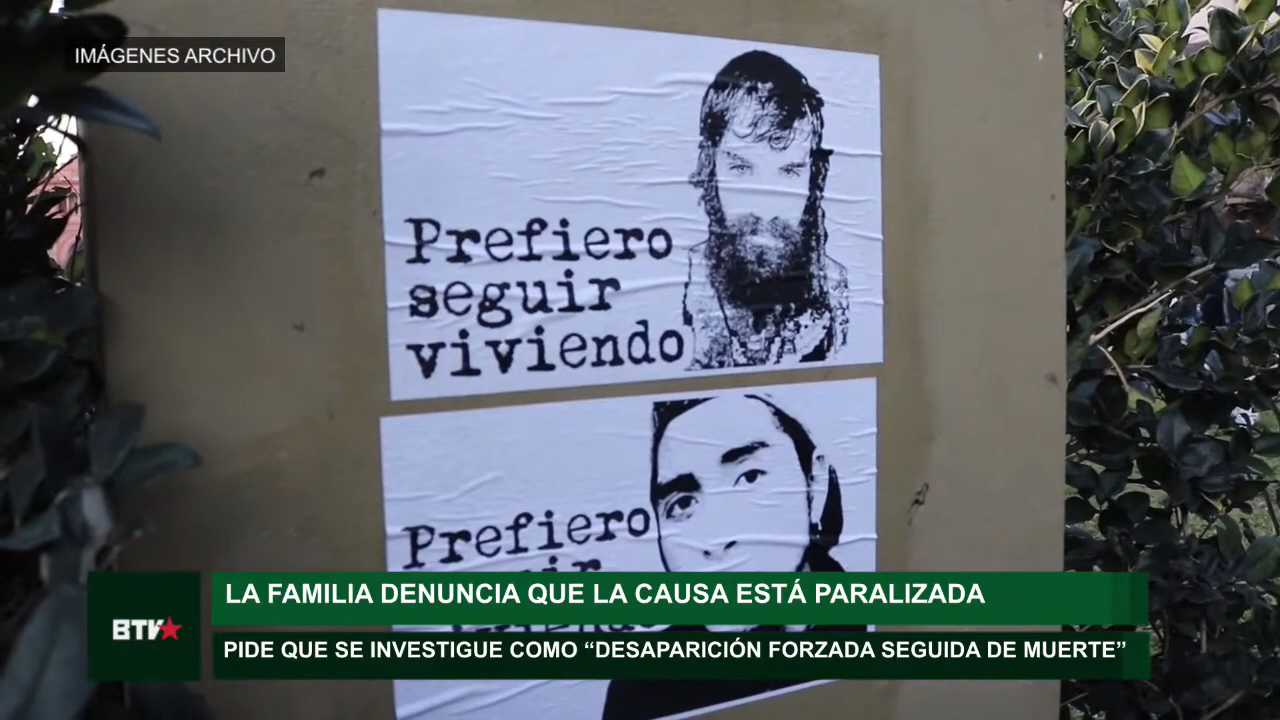 IMÁGENES ARCHIVO
Prefiero
seguir
viviendo
Prefiero
LA FAMILIA DENUNCIA QUE LA CAUSA ESTÁ PARALIZADA
BTV
PIDE QUE SE INVESTIGUE COMO “DESAPARICIÓN FORZADA SEGUIDA DE MUERTE”